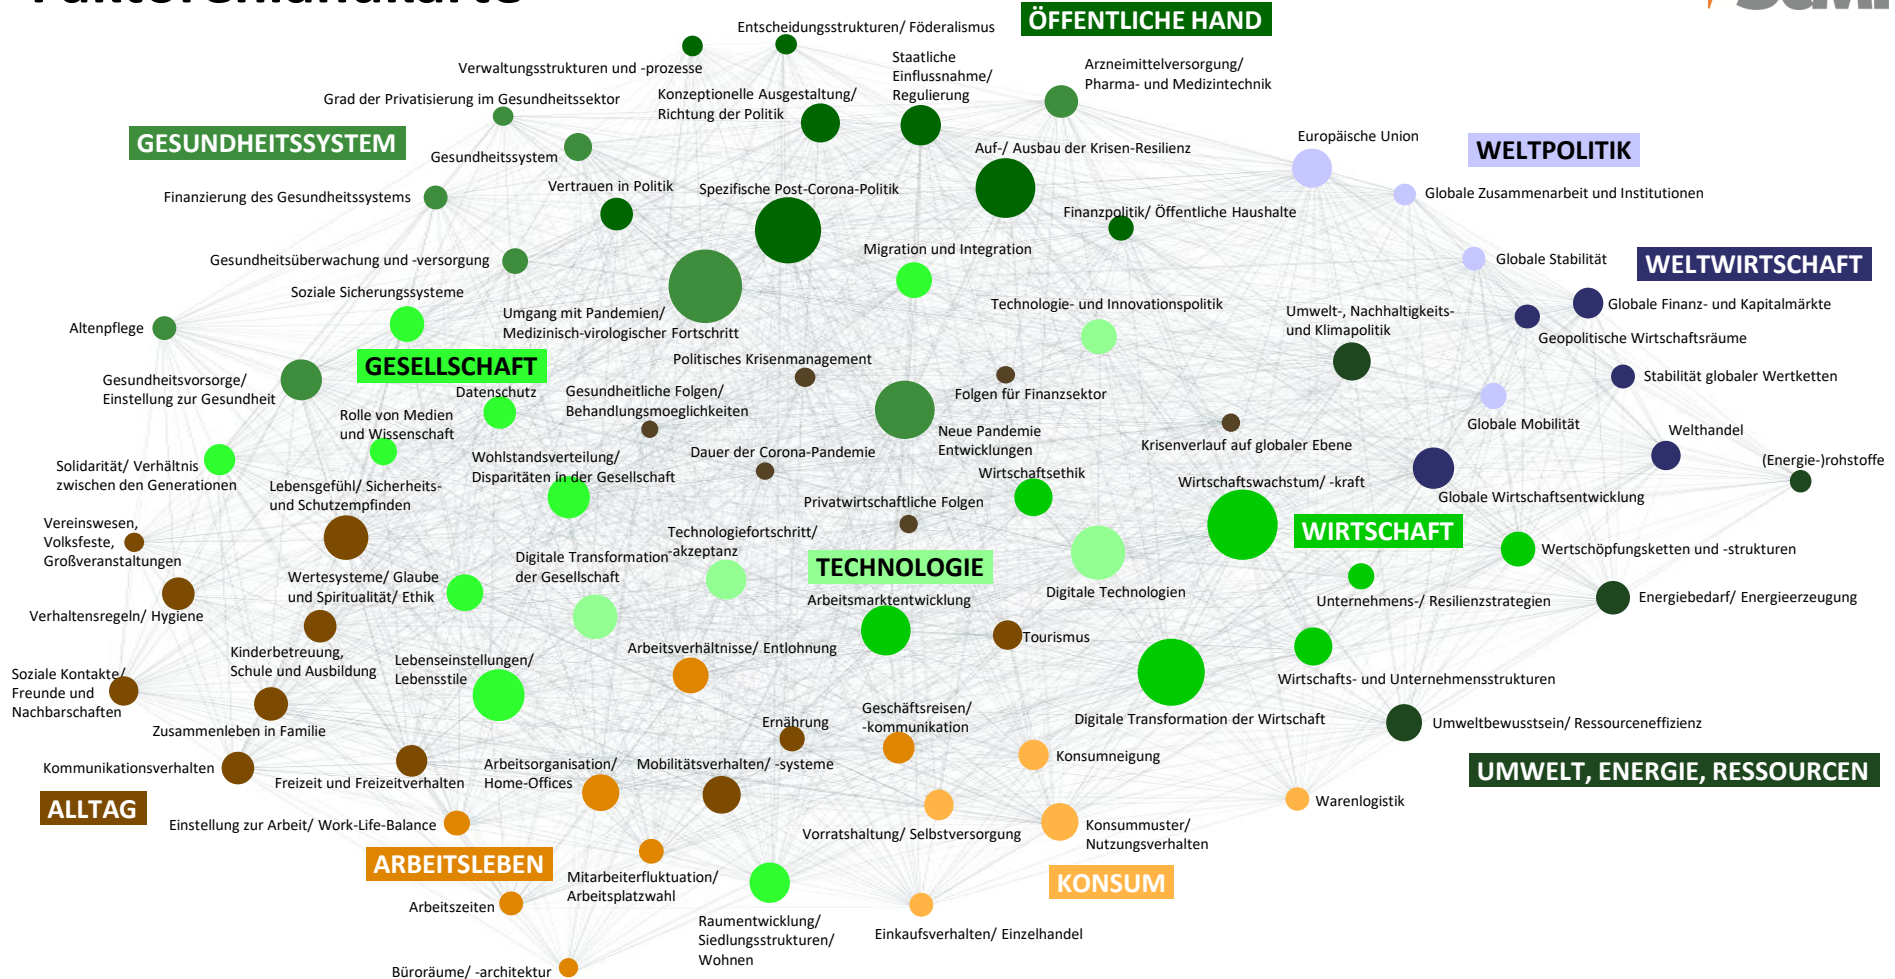 Entscheidungsstrukturen/ Föderalismus
ÖFFENTLICHE HAND
Verwaltungsstrukturen und -prozesse
Staatliche
Einflussnahme/
Regulierung
Arzneimittelversorgung/
Pharma- und Medizintechnik
Grad der Privatisierung im Gesundheitssektor
Konzeptionelle Ausgestaltung/
Richtung der Politik
GESUNDHEITSSYSTEM
Gesundheitssystem
Auf-/ Ausbau der Krisen-Resilienz
Europäische Union
WELTPOLITIK
Finanzierung des Gesundheitssystems
Vertrauen in Politik
Spezifische Post-Corona-Politik
Globale Zusammenarbeit und Institutionen
Finanzpolitik/ Öffentliche Haushalte
Gesundheitsüberwachung und -versorgung
Migration und Integration
Globale Stabilität
WELTWIRTSCHAFT
Soziale Sicherungssysteme
Umgang mit Pandemien/
Medizinisch-virologischer Fortschritt
Technologie- und Innovationspolitik
Umwelt-, Nachhaltigkeits-
und Klimapolitik
Globale Finanz- und Kapitalmärkte
Altenpflege
Geopolitische Wirtschaftsräume
GESELLSCHAFT
Politisches Krisenmanagement
Gesundheitsvorsorge/
Einstellung zur Gesundheit
Datenschutz
Gesundheitliche Folgen/
Behandlungsmoeglichkeiten
Folgen für Finanzsektor
Stabilität globaler Wertketten
Rolle von Medien
und Wissenschaft
Neue Pandemie
Entwicklungen
Krisenverlauf auf globaler Ebene
Globale Mobilität
Welthandel
Solidarität/ Verhältnis
zwischen den Generationen
Wohlstandsverteilung/
Disparitäten in der Gesellschaft
Dauer der Corona-Pandemie
Wirtschaftsethik
(Energie-)rohstoffe
Lebensgefühl/ Sicherheits-
und Schutzempfinden
Privatwirtschaftliche Folgen
Wirtschaftswachstum/ -kraft
Globale Wirtschaftsentwicklung
Vereinswesen,
Volksfeste,
Großveranstaltungen
Technologiefortschritt/
-akzeptanz
WIRTSCHAFT
Digitale Transformation
der Gesellschaft
TECHNOLOGIE
Wertschöpfungsketten und -strukturen
Wertesysteme/ Glaube
und Spiritualität/ Ethik
Arbeitsmarktentwicklung
Digitale Technologien
Unternehmens-/ Resilienzstrategien
Energiebedarf/ Energieerzeugung
Verhaltensregeln/ Hygiene
Kinderbetreuung,
Schule und Ausbildung
Lebenseinstellungen/
Lebensstile
Arbeitsverhältnisse/ Entlohnung
Tourismus
Soziale Kontakte/
Freunde und
Nachbarschaften
Wirtschafts- und Unternehmensstrukturen
Zusammenleben in Familie
Ernährung
Geschäftsreisen/
-kommunikation
Digitale Transformation der Wirtschaft
Umweltbewusstsein/ Ressourceneffizienz
Kommunikationsverhalten
Freizeit und Freizeitverhalten
Arbeitsorganisation/
Home-Offices
Mobilitätsverhalten/ -systeme
Konsumneigung
UMWELT, ENERGIE, RESSOURCEN
ALLTAG
Einstellung zur Arbeit/ Work-Life-Balance
Vorratshaltung/ Selbstversorgung
Konsummuster/
Nutzungsverhalten
Warenlogistik
ARBEITSLEBEN
Mitarbeiterfluktuation/
Arbeitsplatzwahl
KONSUM
Arbeitszeiten
Raumentwicklung/
Siedlungsstrukturen/
Wohnen
Einkaufsverhalten/ Einzelhandel
Büroräume/ -architektur